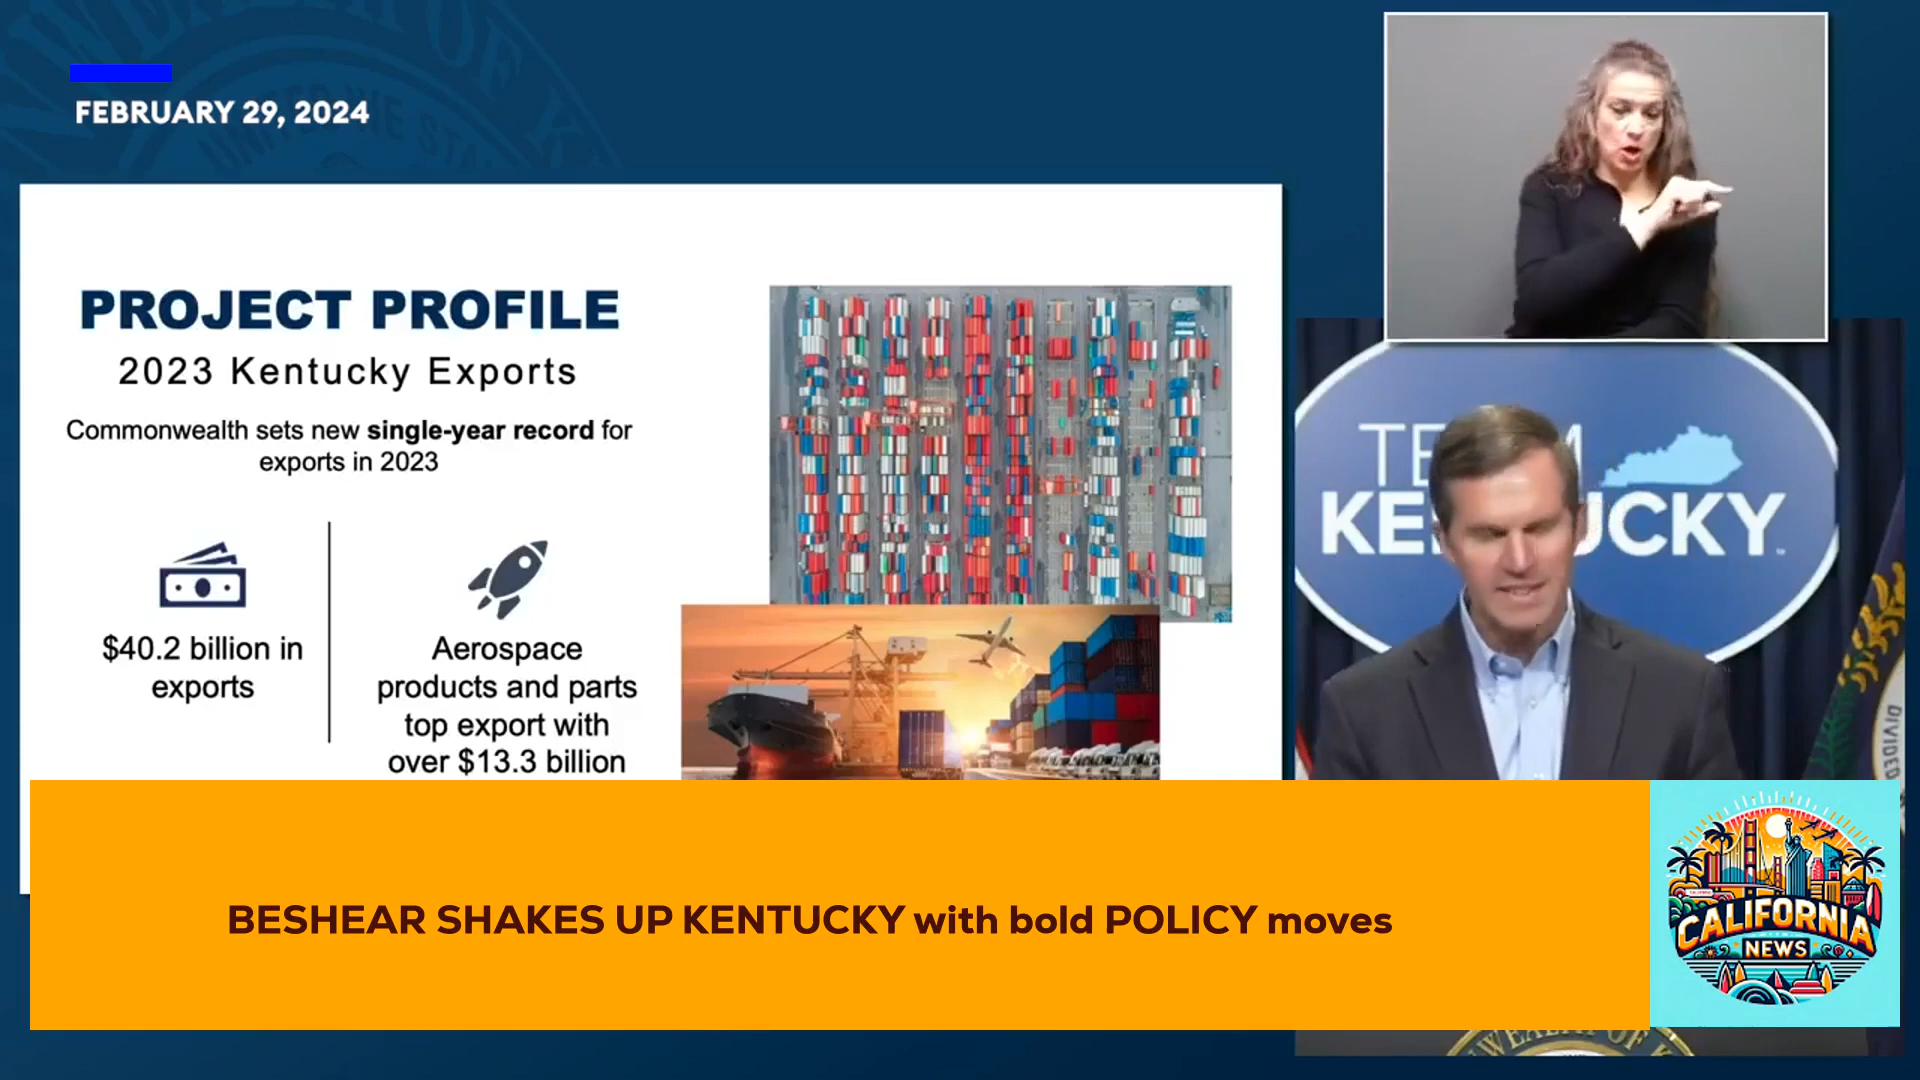 FEBRUARY 29, 2024
PROJECT PROFILE
2023 Kentucky Exports
Commonwealth sets new single-year record for
exports in 2023
$40.2 billion in
exports
Aerospace
products and parts
top export with
over $13.3 billion
KENTUCKY
DIVIDED
BESHEAR SHAKES UP KENTUCKY with bold POLICY moves
CALIFORNIA
NEWS